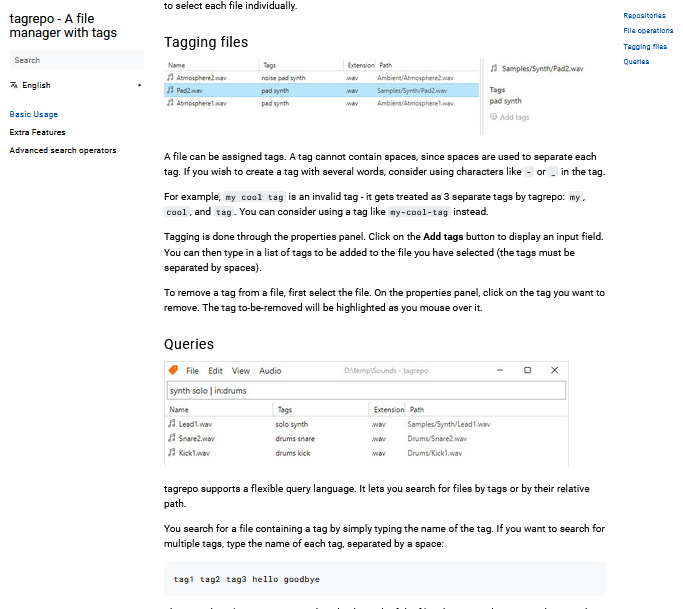 tagrepo - A file
manager with tags
Search
English
Basic Usage
Extra Features
Advanced search operators
to select each file individually.
Tagging files
Name Tags Extension Path
Atmosphere2.wav noise pad synth .wav Ambient/Atmosphere2.wav
Pad2.wav pad synth .wav Samples/Synth/Pad2.wav
Atmosphere1.wav pad synth .wav Ambient/Atmosphere1.wav
Samples/Synth/Pad2.wav
Tags
pad synth
Add tags
A file can be assigned tags. A tag cannot contain spaces, since spaces are used to separate each
tag. If you wish to create a tag with several words, consider using characters like - or _ in the tag.
For example, my cool tag is an invalid tag - it gets treated as 3 separate tags by tagrepo: my,
cool, and tag. You can consider using a tag like my-cool-tag instead.
Tagging is done through the properties panel. Click on the Add tags button to display an input field.
You can then type in a list of tags to be added to the file you have selected (the tags must be
separated by spaces).
To remove a tag from a file, first select the file. On the properties panel, click on the tag you want to
remove. The tag to-be-removed will be highlighted as you mouse over it.
Queries
File Edit View Audio D:\temp\Sounds - tagrepo
synth solo | in:drums
Name Tags Extension Path
Lead1.wav solo synth .wav Samples/Synth/Lead1.wav
Snare2.wav drums snare .wav Drums/Snare2.wav
Kick1.wav drums kick .wav Drums/Kick1.wav
tagrepo supports a flexible query language. It lets you search for files by tags or by their relative
path.
You search for a file containing a tag by simply typing the name of the tag. If you want to search for
multiple tags, type the name of each tag, separated by a space:
tag1 tag2 tag3 hello goodbye
Repositories
File operations
Tagging files
Queries